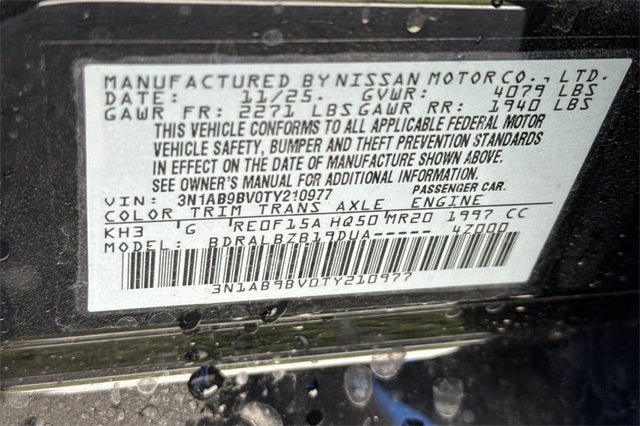 MANUFACTURED BY NISSAN MOTOR CO., LTD.
DATE: 11/25. GVWR: 4079 LBS
GAWR FR: 2271 LBS GAWR RR: 1940 LBS
THIS VEHICLE CONFORMS TO ALL APPLICABLE FEDERAL MOTOR
VEHICLE SAFETY, BUMPER AND THEFT PREVENTION STANDARDS
IN EFFECT ON THE DATE OF MANUFACTURE SHOWN ABOVE.
SEE OWNER'S MANUAL FOR ADDITIONAL INFORMATION.
VIN: 3N1AB9BV0TY210977 PASSENGER CAR.
COLOR TRIM TRANS AXLE ENGINE
KH3 G RE0F15A HQ50 MR20 1997 CC
MODEL: BDRALBZB19DUA----- 47000
3N1AB9BV0TY210977